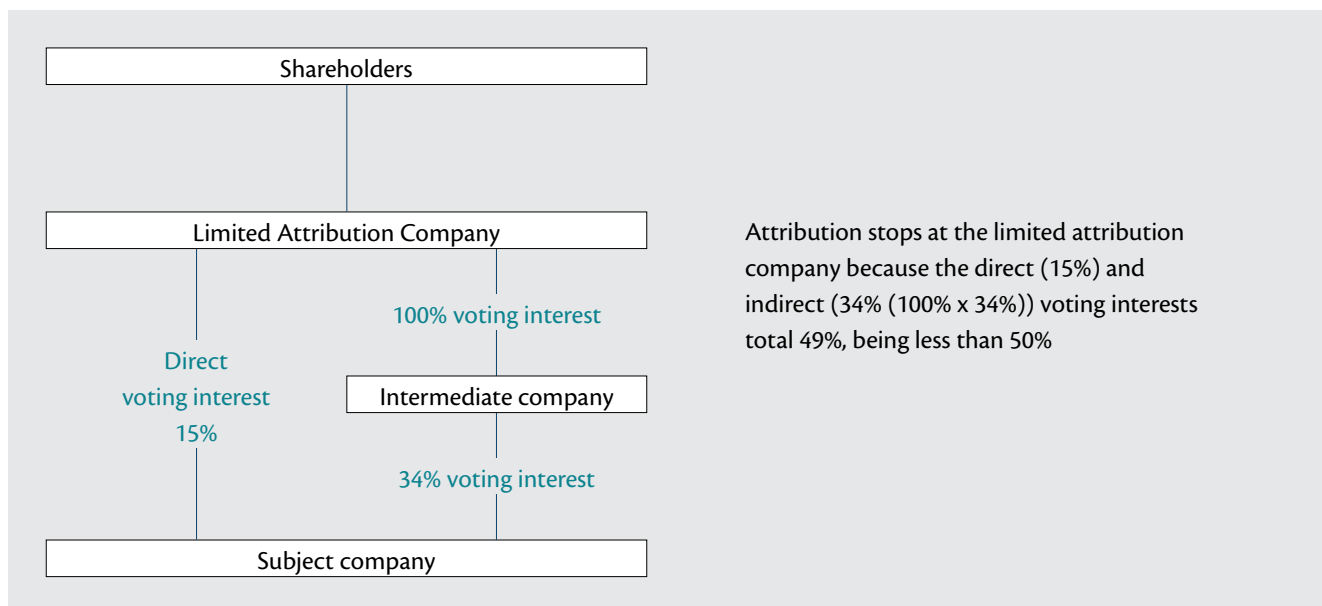 Shareholders
Limited Attribution Company
100% voting interest
Direct
voting interest
15%
Intermediate company
34% voting interest
Subject company
Attribution stops at the limited attribution
company because the direct (15%) and
indirect (34% (100% x 34%)) voting interests
total 49%, being less than 50%